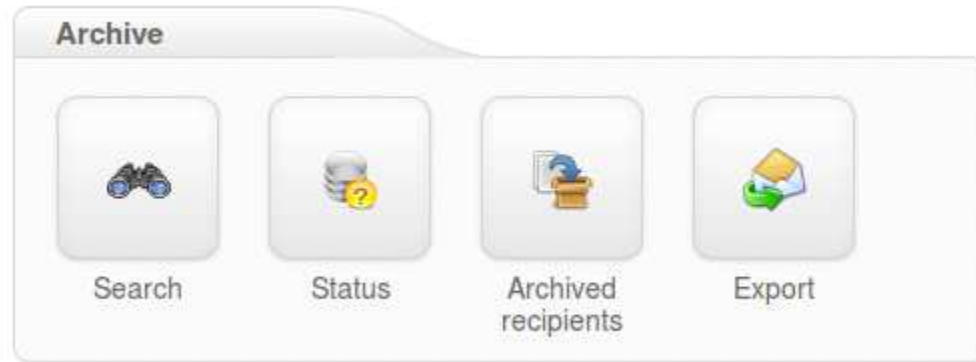 Archive
Search
Status
Archived
recipients
Export